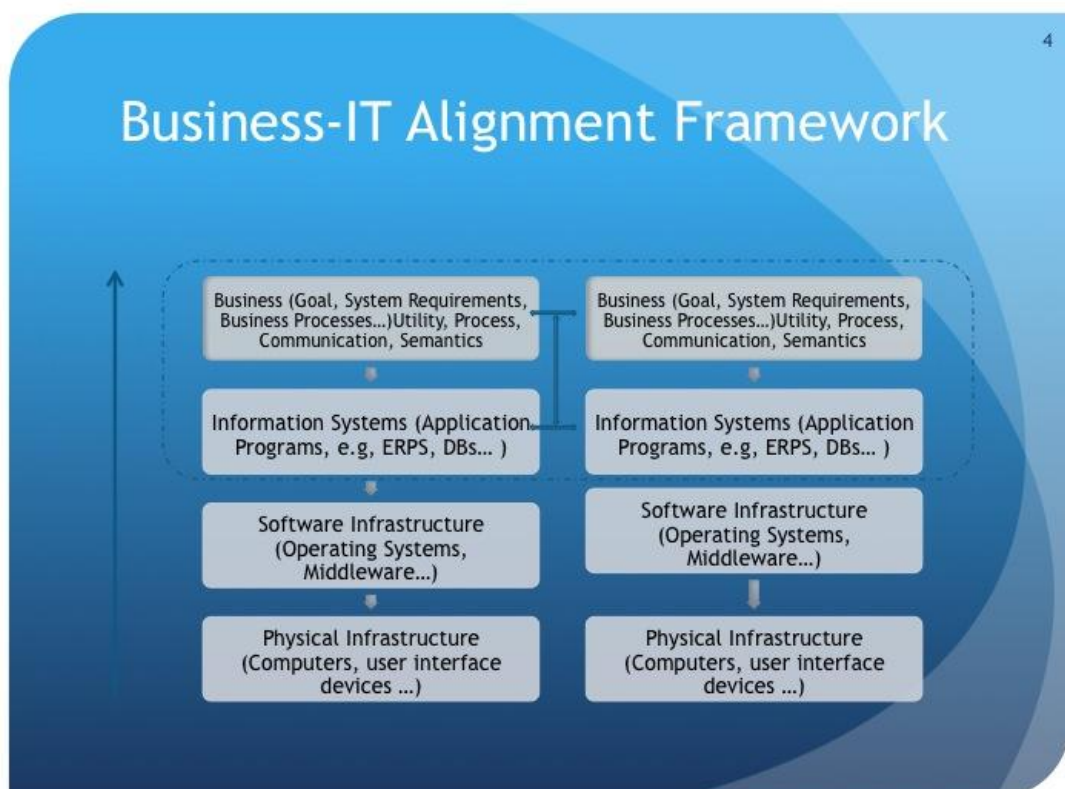 4
Business-IT Alignment Framework
Business (Goal, System Requirements,
Business Processes…)Utility, Process,
Communication, Semantics
Information Systems (Application
Programs, e.g, ERPS, DBs… )
Software Infrastructure
(Operating Systems,
Middleware…)
Physical Infrastructure
(Computers, user interface
devices …)
Business (Goal, System Requirements,
Business Processes…)Utility, Process,
Communication, Semantics
Information Systems (Application
Programs, e.g, ERPS, DBs… )
Software Infrastructure
(Operating Systems,
Middleware…)
Physical Infrastructure
(Computers, user interface
devices …)